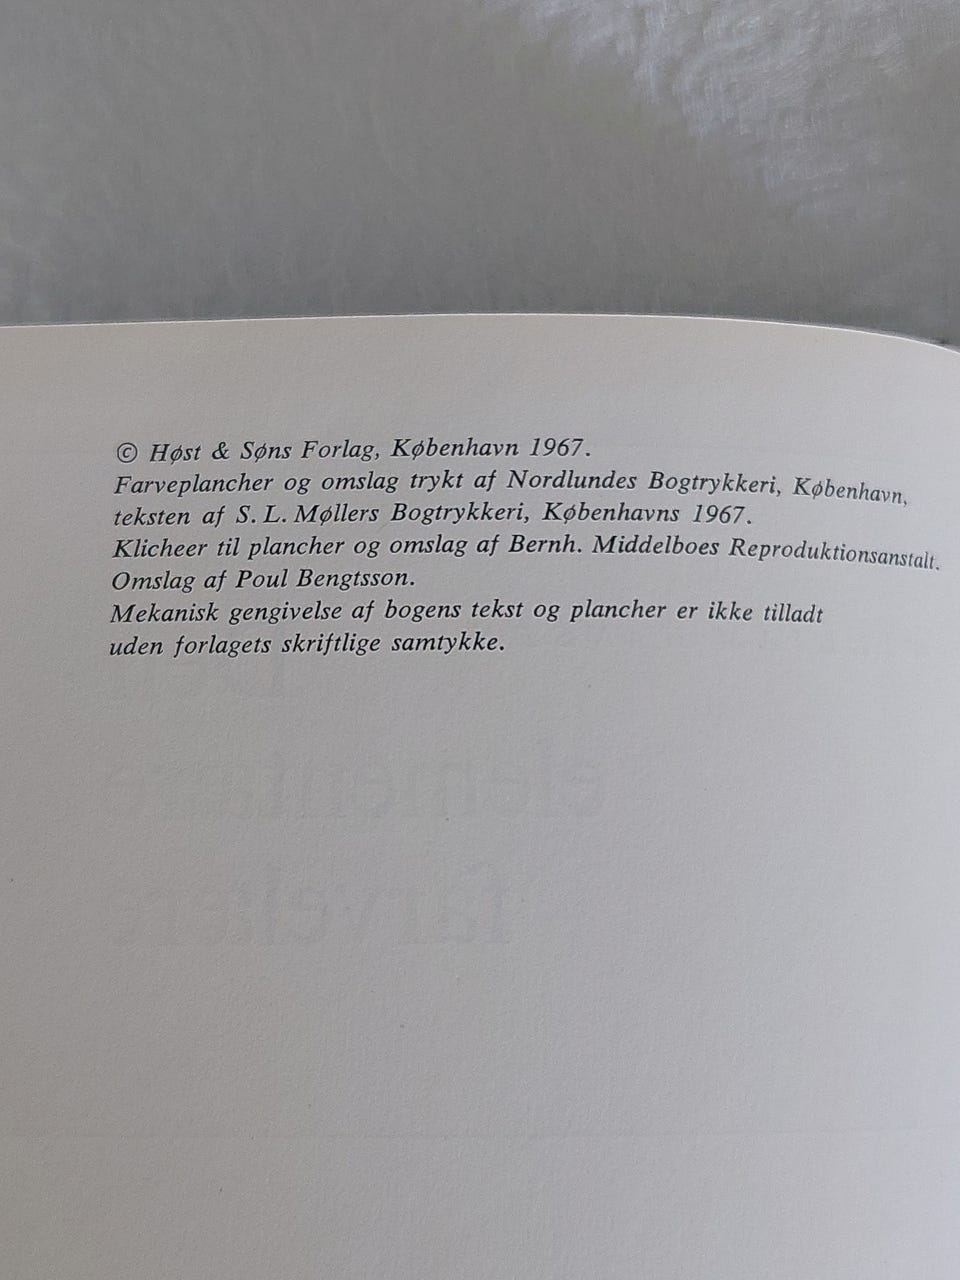 © Høst & Søns Forlag, København 1967.
Farveplancher og omslag trykt af Nordlundes Bogtrykkeri, København,
teksten af S. L. Møllers Bogtrykkeri, Københavns 1967.
Klicheer til plancher og omslag af Bernh. Middelboes Reproduktionsanstalt.
Omslag af Poul Bengtsson.
Mekanisk gengivelse af bogens tekst og plancher er ikke tilladt
uden forlagets skriftlige samtykke.